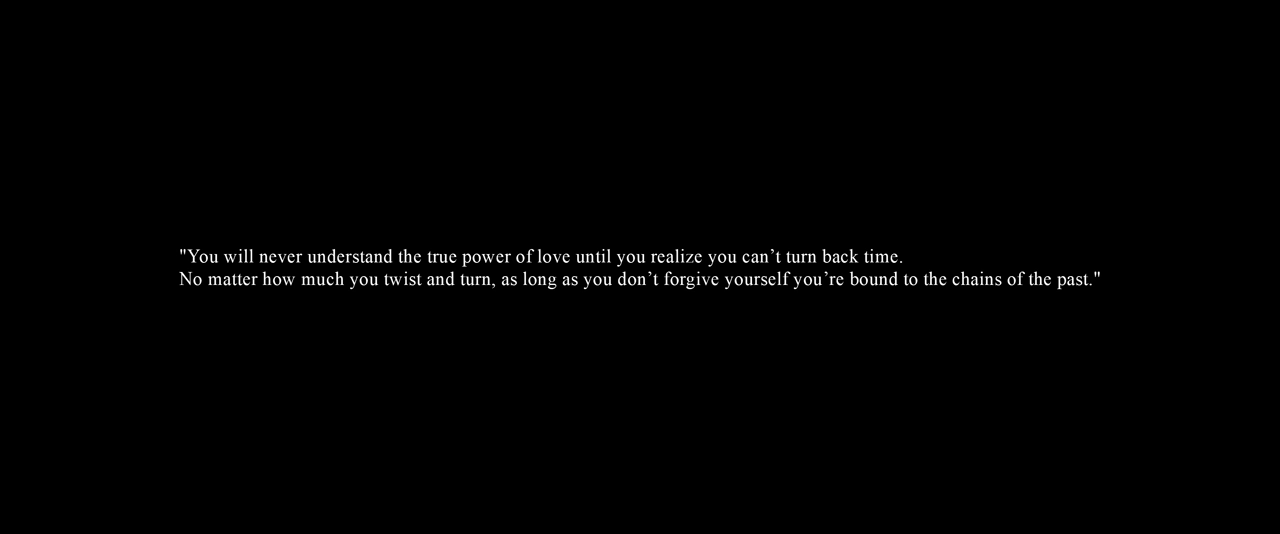 "You will never understand the true power of love until you realize you can’t turn back time.
No matter how much you twist and turn, as long as you don’t forgive yourself you’re bound to the chains of the past."